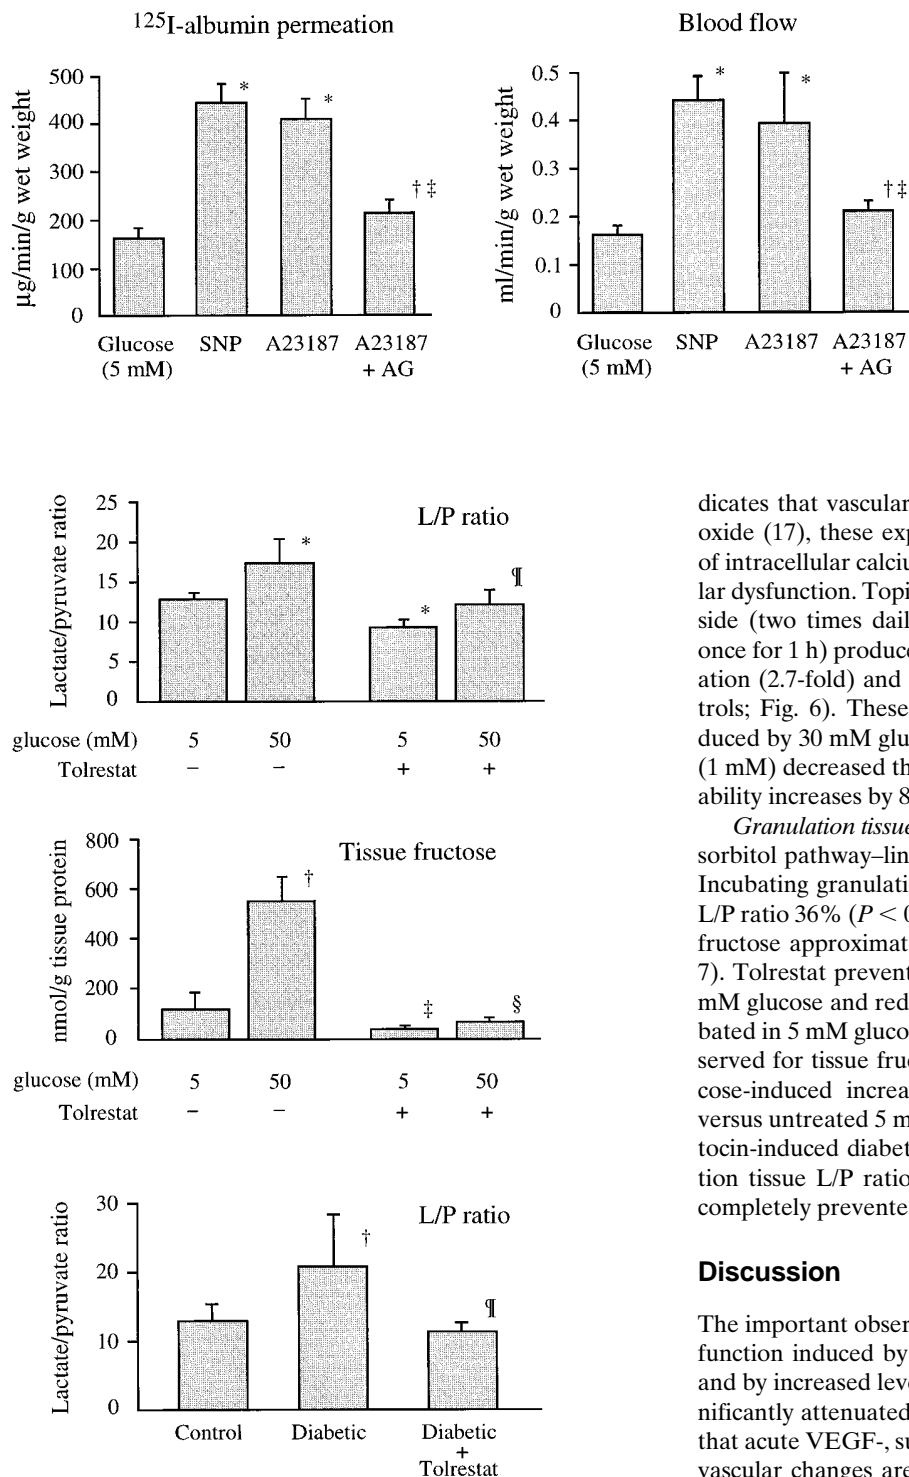 ¹²⁵I-albumin permeation
µg/min/g wet weight
500
400
300
200
100
0
*
*
† ‡
Glucose SNP A23187 A23187
(5 mM) + AG
Blood flow
ml/min/g wet weight
0.5
0.4
0.3
0.2
0.1
0
*
*
†‡
Glucose SNP A23187 A23187
(5 mM) + AG
L/P ratio
Lactate/pyruvate ratio
25
20
15
10
5
0
*
*
¶
glucose (mM) 5 50 5 50
Tolrestat – – + +
Tissue fructose
nmol/g tissue protein
800
600
400
200
0
†
‡
§
glucose (mM) 5 50 5 50
Tolrestat – – + +
L/P ratio
Lactate/pyruvate ratio
30
20
10
0
†
¶
Control Diabetic Diabetic
+
Tolrestat
dicates that vascular
oxide (17), these exp
of intracellular calciu
lar dysfunction. Topi
side (two times dail
once for 1 h) produce
ation (2.7-fold) and
trols; Fig. 6). These
duced by 30 mM glu
(1 mM) decreased th
ability increases by 8
Granulation tissue
sorbitol pathway–lin
Incubating granulati
L/P ratio 36% (P < 0
fructose approximat
7). Tolrestat prevent
mM glucose and red
bated in 5 mM gluco
served for tissue fruc
cose-induced increa
versus untreated 5 m
tocin-induced diabet
tion tissue L/P ratio
completely prevente
Discussion
The important obser
function induced by
and by increased leve
nificantly attenuated
that acute VEGF-, su
vascular changes are